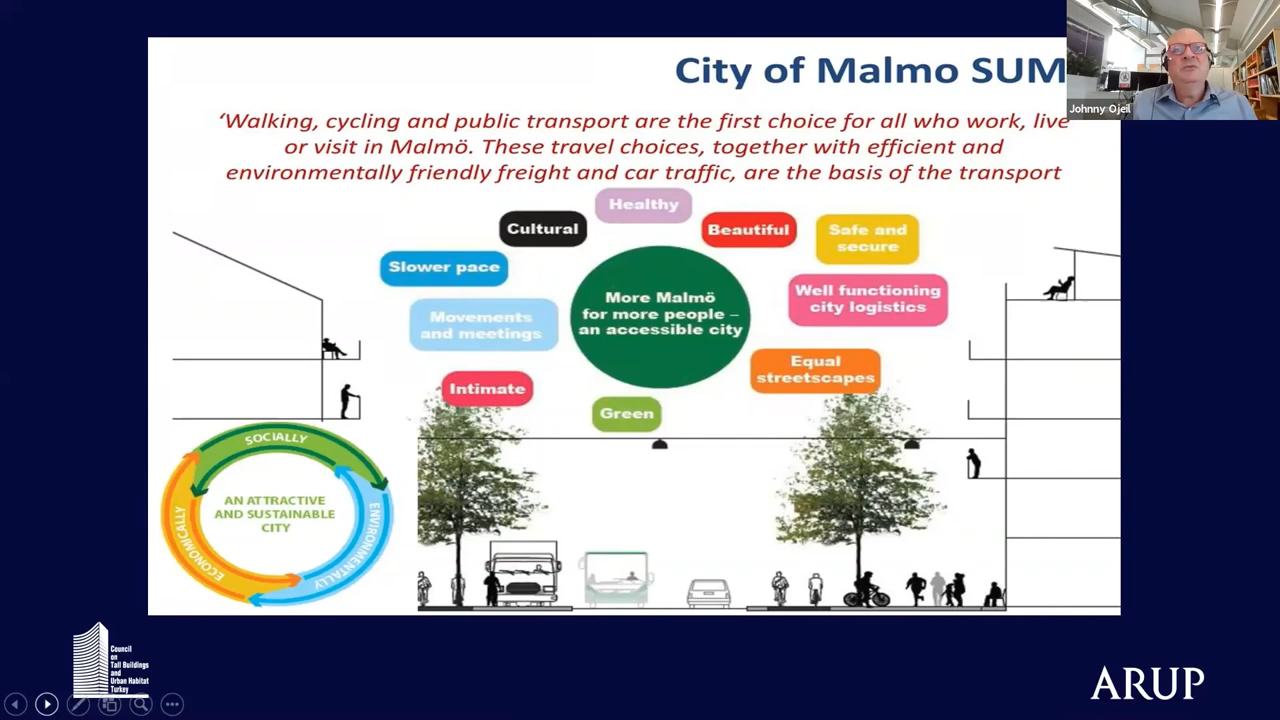 City of Malmo SUM
Johnny Ojeil
‘Walking, cycling and public transport are the first choice for all who work, live
or visit in Malmö. These travel choices, together with efficient and
environmentally friendly freight and car traffic, are the basis of the transport
Healthy
Cultural
Beautiful
Safe and
secure
Slower pace
Well functioning
city logistics
Movements
and meetings
More Malmö
for more people –
an accessible city
Equal
streetscapes
Intimate
Green
SOCIALLY
AN ATTRACTIVE
AND SUSTAINABLE
CITY
ECONOMICALLY
ENVIRONMENTALLY
Council
on
Tall Buildings
and
Urban Habitat
Turkey
ARUP